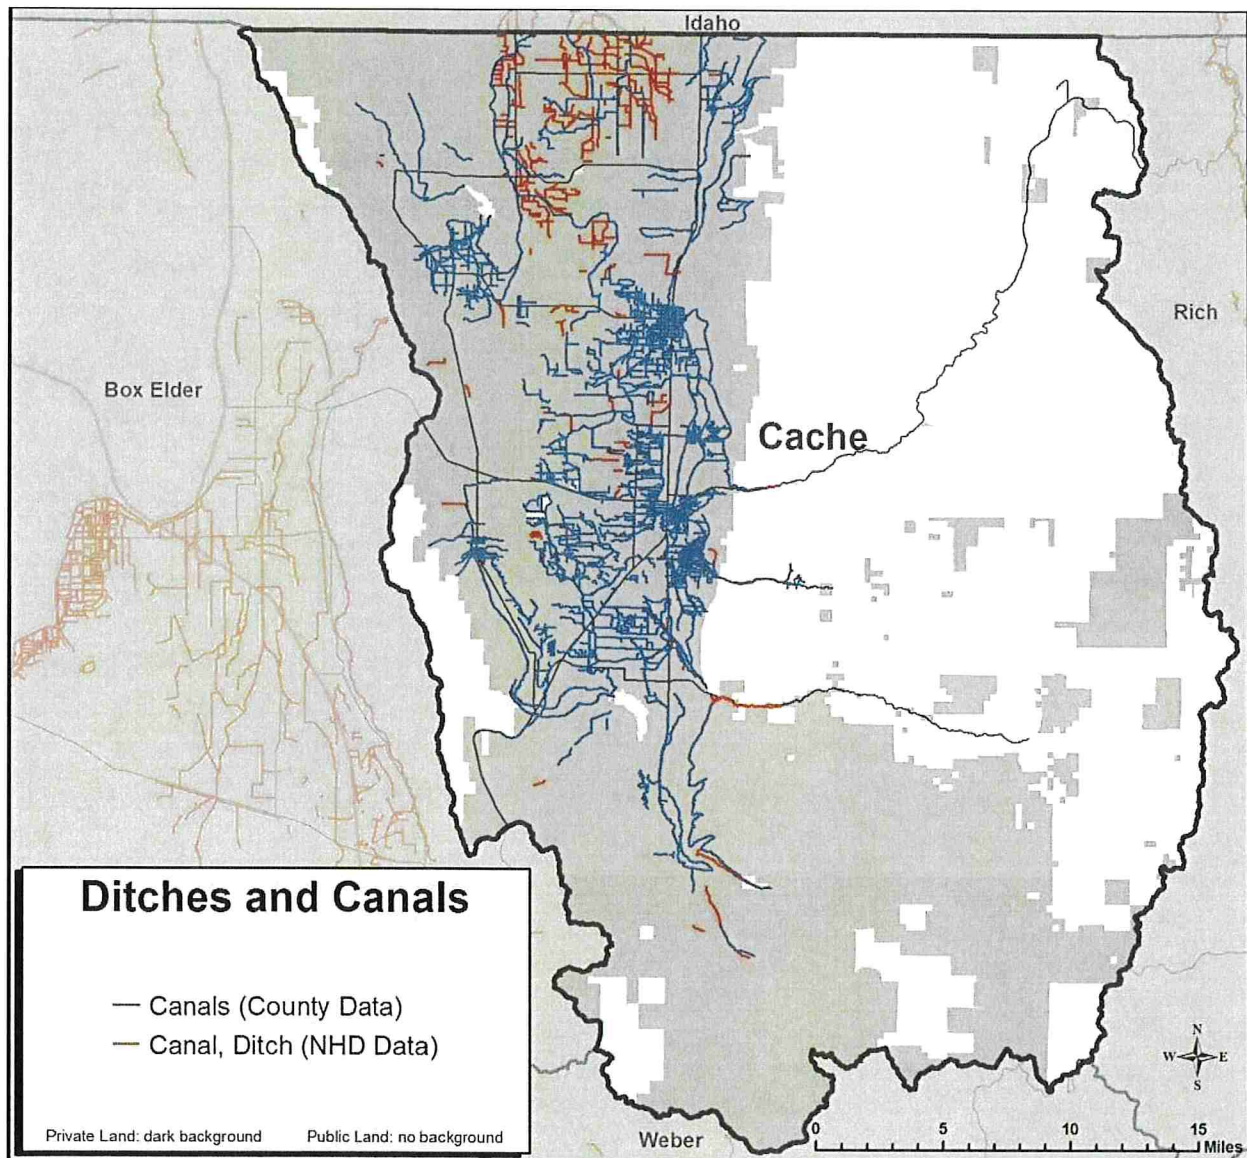 Idaho
Rich
Box Elder
Cache
Ditches and Canals
Canals (County Data)
Canal, Ditch (NHD Data)
Private Land: dark background Public Land: no background
Weber
N
W E
S
0 5 10 15
Miles